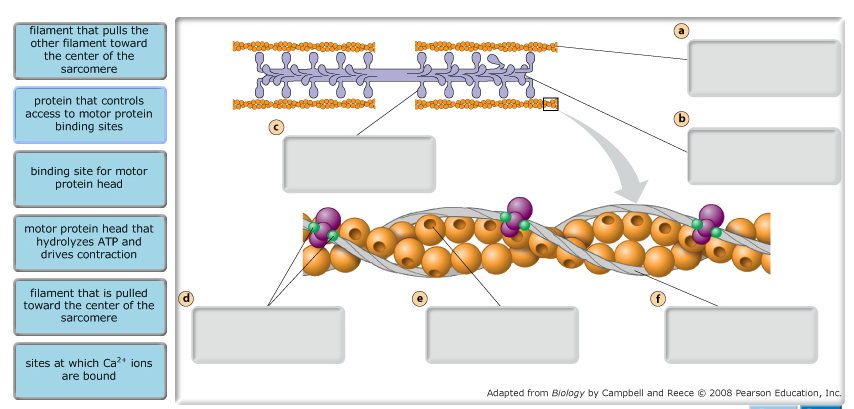 filament that pulls the
other filament toward
the center of the
sarcomere
protein that controls
access to motor protein
binding sites
binding site for motor
protein head
motor protein head that
hydrolyzes ATP and
drives contraction
filament that is pulled
toward the center of the
sarcomere
sites at which Ca²⁺ ions
are bound
a
b
c
d
e
f
Adapted from Biology by Campbell and Reece © 2008 Pearson Education, Inc.